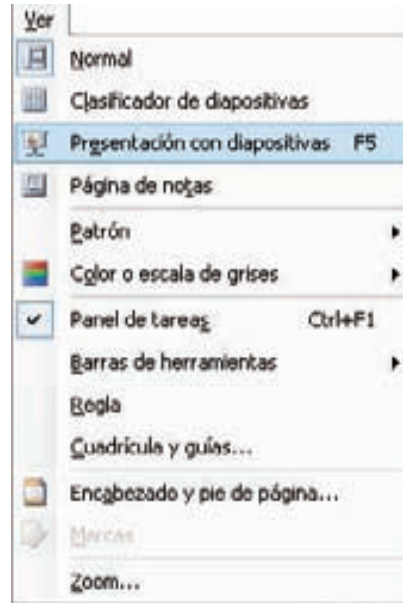 Ver
Normal
Clasificador de diapositivas
Presentación con diapositivas F5
Página de notas
Patrón
Color o escala de grises
Panel de tareas Ctrl+F1
Barras de herramientas
Regla
Cuadrícula y guías...
Encabezado y pie de página...
Marcas
Zoom...